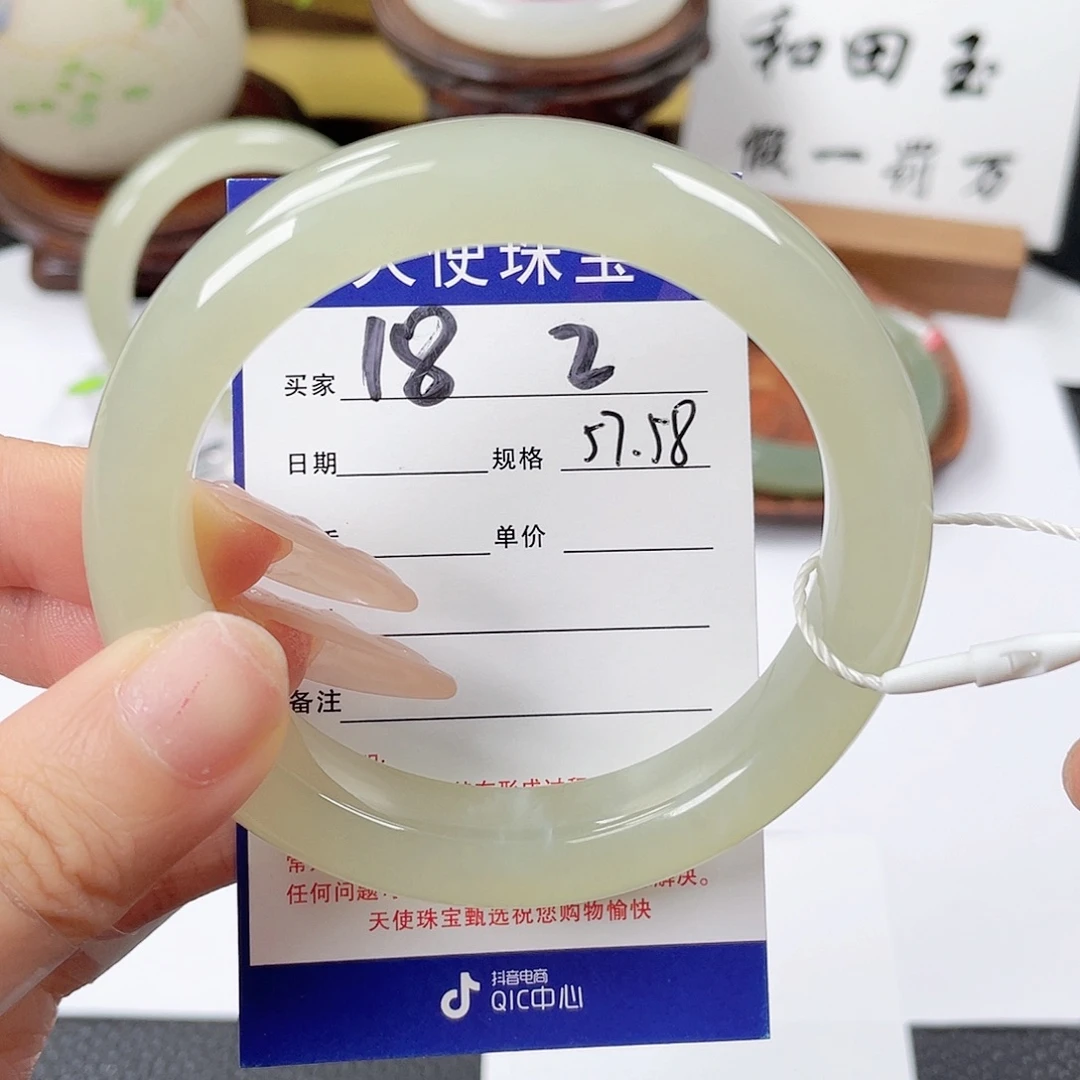 和田玉
假一罚万
天使珠宝
买家 18 2
日期 规格 57.58
单价
备注
任何问题
解决。
天使珠宝甄选祝您购物愉快
抖音电商
QIC中心